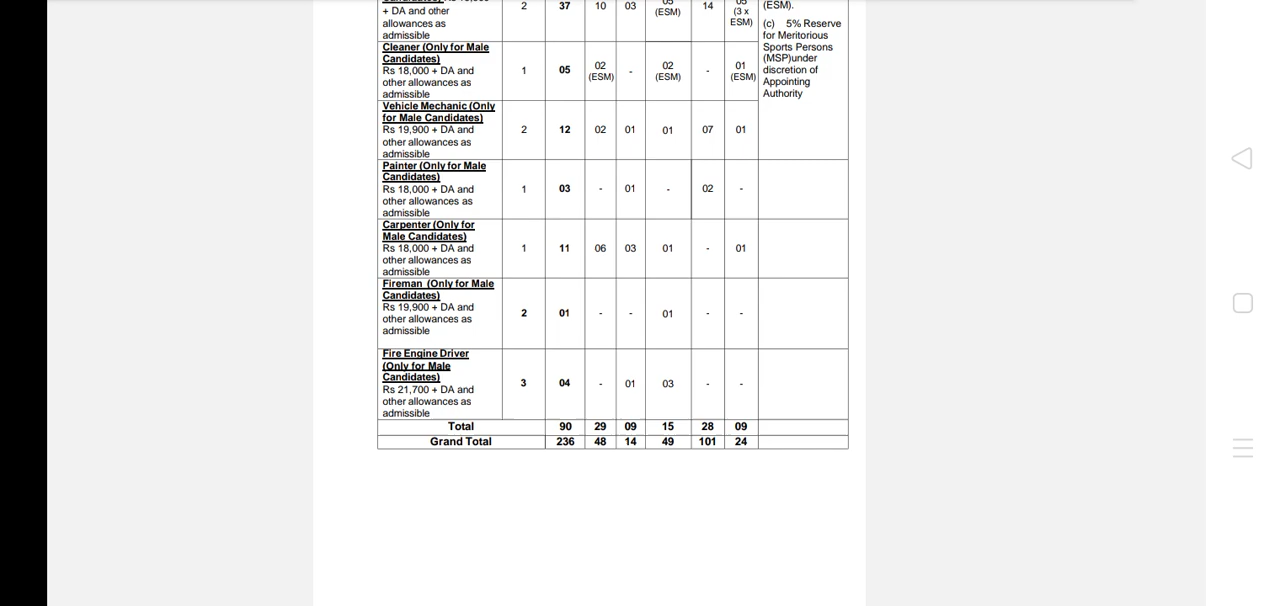 + DA and other
allowances as
admissible
2 37 10 03 (ESM) 14 (3 x ESM) (ESM).
(c) 5% Reserve
for Meritorious
Sports Persons
(MSP)under
discretion of
Appointing
Authority
Cleaner (Only for Male
Candidates)
Rs 18,000 + DA and
other allowances as
admissible
1 05 02 (ESM) - 02 (ESM) - 01 (ESM)
Vehicle Mechanic (Only
for Male Candidates)
Rs 19,900 + DA and
other allowances as
admissible
2 12 02 01 01 07 01
Painter (Only for Male
Candidates)
Rs 18,000 + DA and
other allowances as
admissible
1 03 - 01 - 02 -
Carpenter (Only for
Male Candidates)
Rs 18,000 + DA and
other allowances as
admissible
1 11 06 03 01 - 01
Fireman (Only for Male
Candidates)
Rs 19,900 + DA and
other allowances as
admissible
2 01 - - 01 - -
Fire Engine Driver
(Only for Male
Candidates)
Rs 21,700 + DA and
other allowances as
admissible
3 04 - 01 03 - -
Total 90 29 09 15 28 09
Grand Total 236 48 14 49 101 24